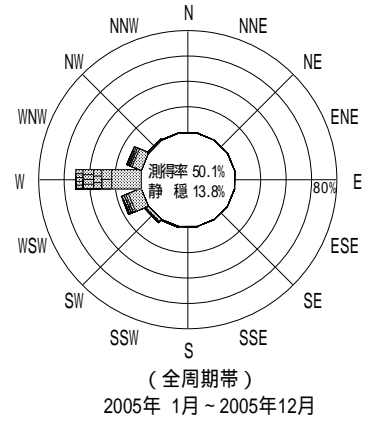 N
NNW NNE
NW NE
WNW ENE
測得率 50.1%
W 静 穏 13.8% 80% E
WSW ESE
SW SE
SSW SSE
S
(全周期帯)
2005年 1月~2005年12月